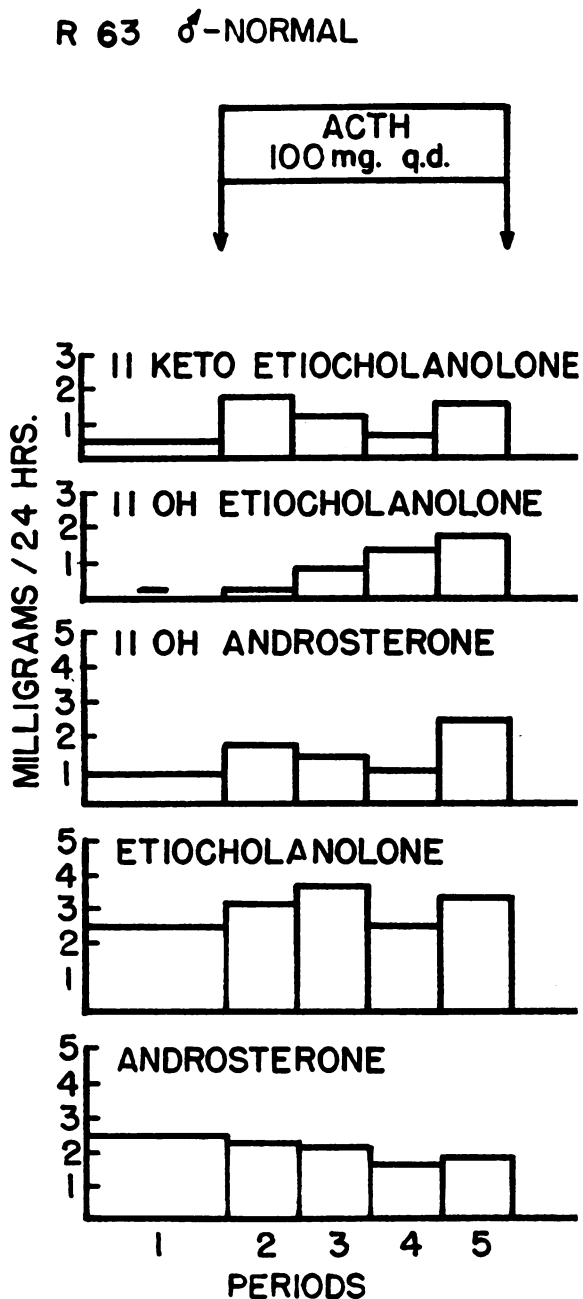 R 63 ♂-NORMAL
ACTH
100 mg. q.d.
MILLIGRAMS / 24 HRS.
11 KETO ETIOCHOLANOLONE
3
2
1
11 OH ETIOCHOLANOLONE
3
2
1
11 OH ANDROSTERONE
5
4
3
2
1
ETIOCHOLANOLONE
5
4
3
2
1
ANDROSTERONE
5
4
3
2
1
1 2 3 4 5
PERIODS